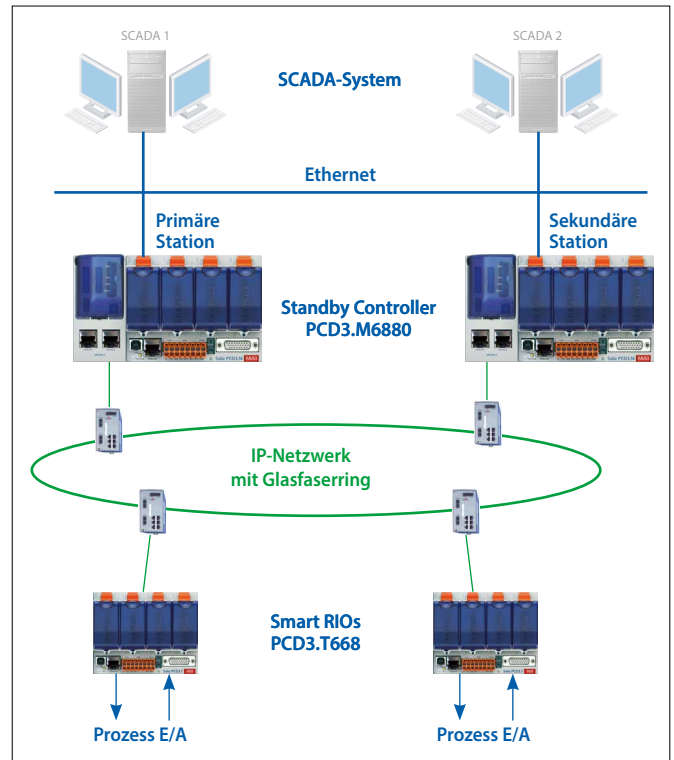 SCADA 1
SCADA 2
SCADA-System
Ethernet
Primäre
Station
Sekundäre
Station
Standby Controller
PCD3.M6880
IP-Netzwerk
mit Glasfaserring
Smart RIOs
PCD3.T668
Prozess E/A
Prozess E/A